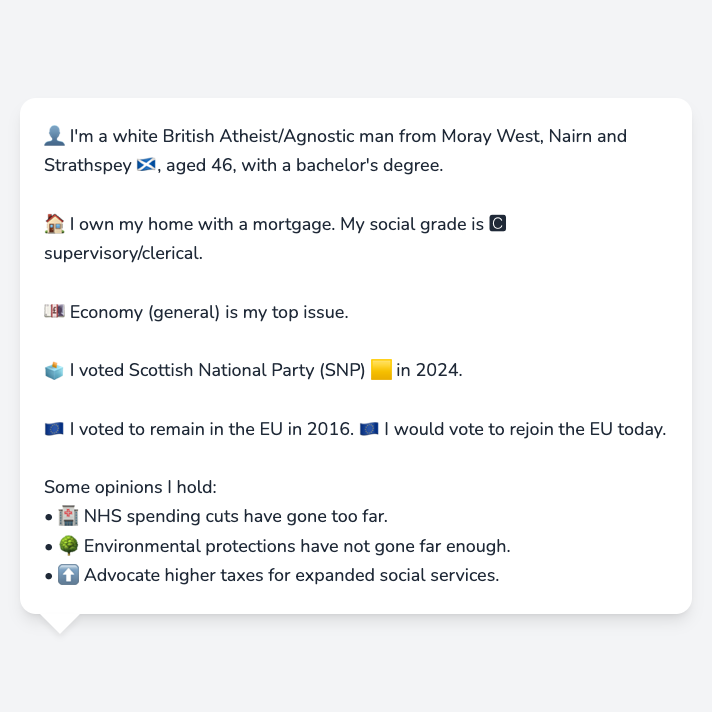 👤 I'm a white British Atheist/Agnostic man from Moray West, Nairn and
Strathspey 🏴󠁧󠁢󠁳󠁣󠁴󠁿, aged 46, with a bachelor's degree.
🏠 I own my home with a mortgage. My social grade is 🅲
supervisory/clerical.
💷 Economy (general) is my top issue.
🗳️ I voted Scottish National Party (SNP) 🟨 in 2024.
🇪🇺 I voted to remain in the EU in 2016. 🇪🇺 I would vote to rejoin the EU today.
Some opinions I hold:
• 🏥 NHS spending cuts have gone too far.
• 🌳 Environmental protections have not gone far enough.
• ⬆️ Advocate higher taxes for expanded social services.